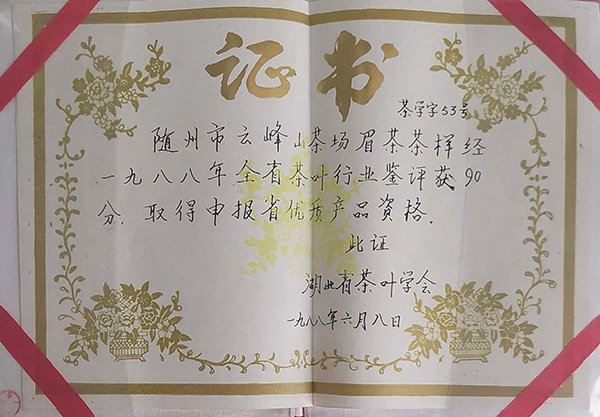 证书
茶学字53号
随州市云峰山茶场眉茶茶样经
一九八八年全省茶叶行业鉴评获90
分,取得申报省优质产品资格.
此证
湖北省茶叶学会
一九八八年六月八日